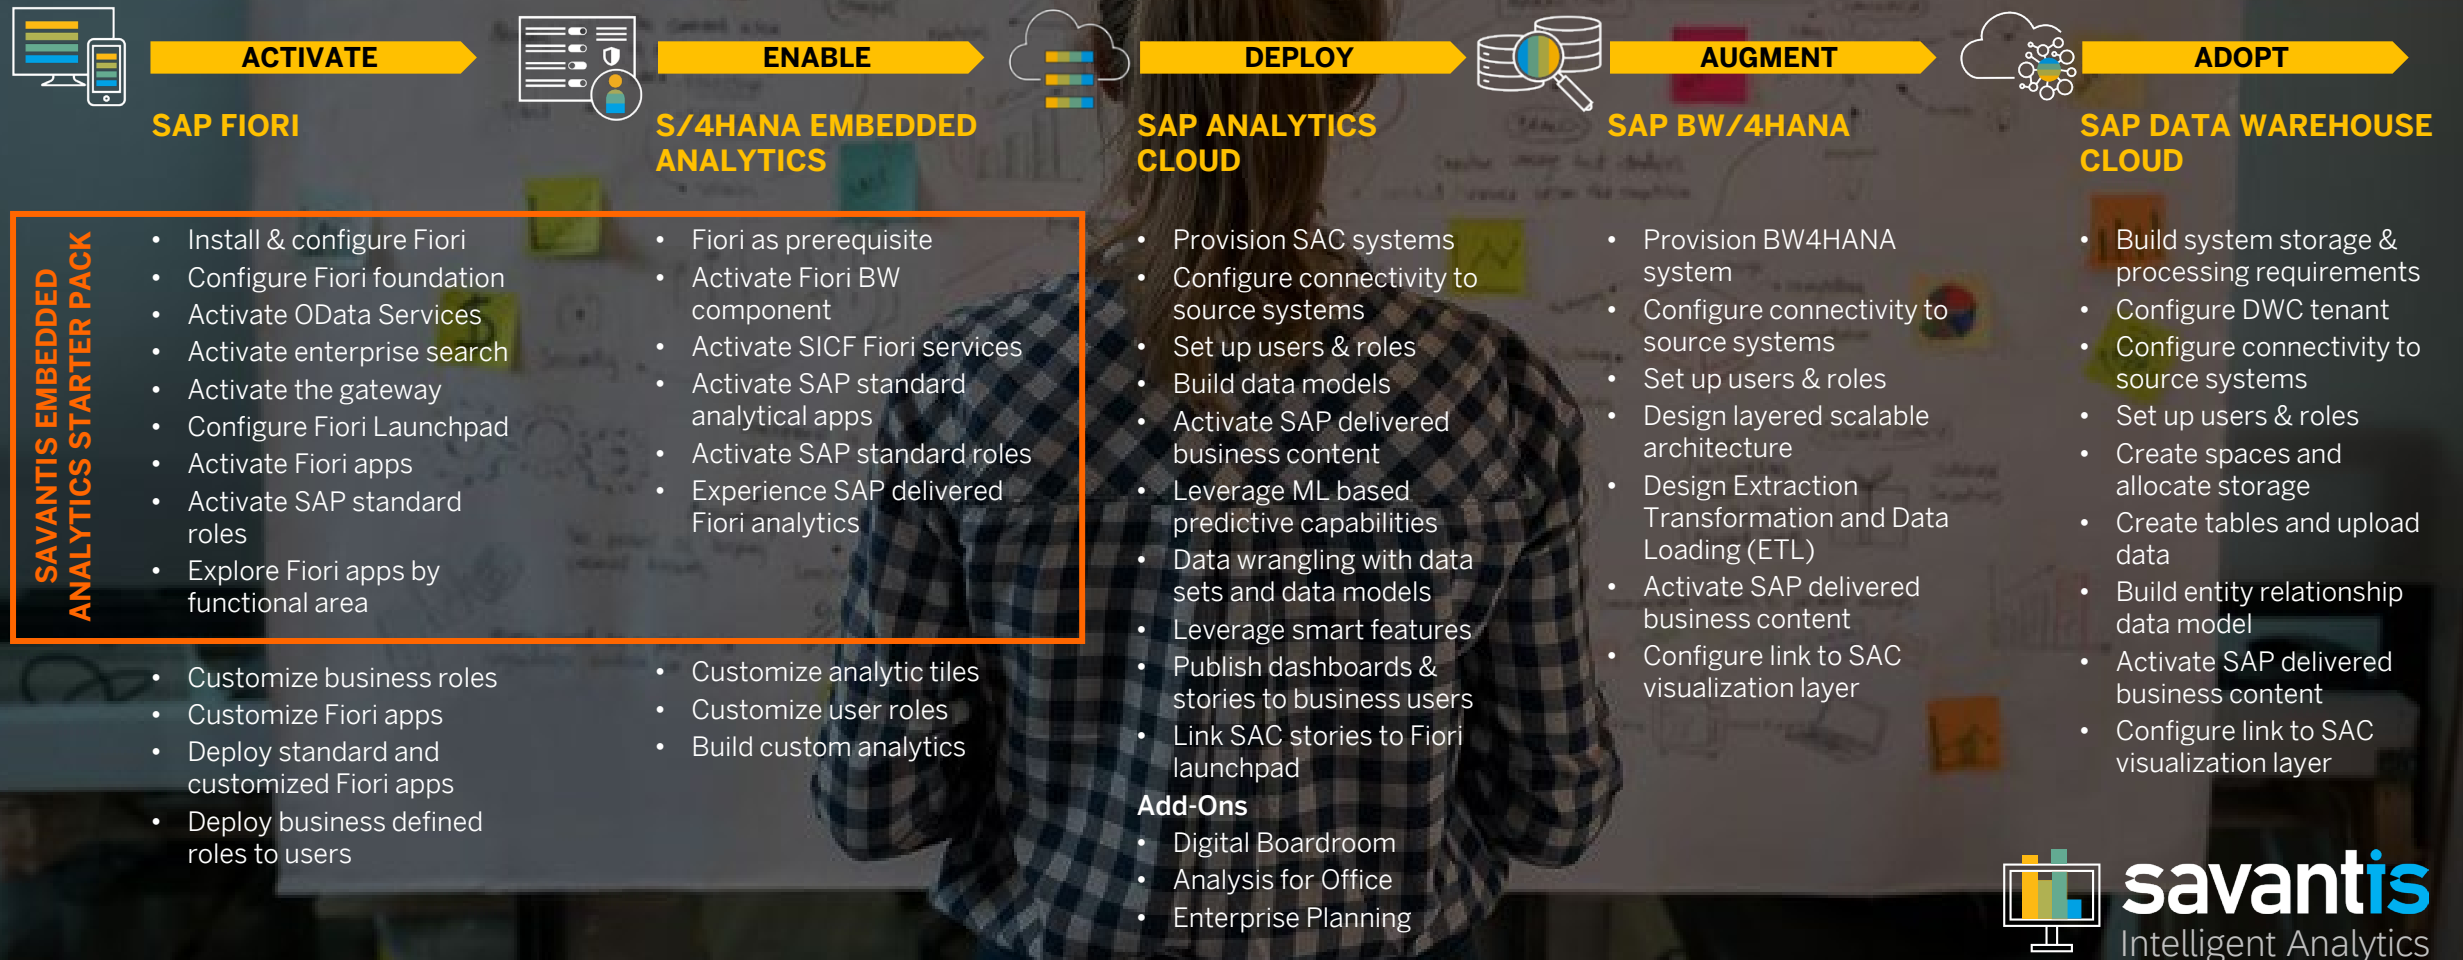 ACTIVATE
SAP FIORI
SAVANTIS EMBEDDED
ANALYTICS STARTER PACK
• Install & configure Fiori
• Configure Fiori foundation
• Activate OData Services
• Activate enterprise search
• Activate the gateway
• Configure Fiori Launchpad
• Activate Fiori apps
• Activate SAP standard
roles
• Explore Fiori apps by
functional area
• Customize business roles
• Customize Fiori apps
• Deploy standard and
customized Fiori apps
• Deploy business defined
roles to users
ENABLE
S/4HANA EMBEDDED
ANALYTICS
• Fiori as prerequisite
• Activate Fiori BW
component
• Activate SICF Fiori services
• Activate SAP standard
analytical apps
• Activate SAP standard roles
• Experience SAP delivered
Fiori analytics
• Customize analytic tiles
• Customize user roles
• Build custom analytics
DEPLOY
SAP ANALYTICS
CLOUD
• Provision SAC systems
• Configure connectivity to
source systems
• Set up users & roles
• Build data models
• Activate SAP delivered
business content
• Leverage ML based
predictive capabilities
• Data wrangling with data
sets and data models
• Leverage smart features
• Publish dashboards &
stories to business users
• Link SAC stories to Fiori
launchpad
Add-Ons
• Digital Boardroom
• Analysis for Office
• Enterprise Planning
AUGMENT
SAP BW/4HANA
• Provision BW4HANA
system
• Configure connectivity to
source systems
• Set up users & roles
• Design layered scalable
architecture
• Design Extraction
Transformation and Data
Loading (ETL)
• Activate SAP delivered
business content
• Configure link to SAC
visualization layer
ADOPT
SAP DATA WAREHOUSE
CLOUD
• Build system storage &
processing requirements
• Configure DWC tenant
• Configure connectivity to
source systems
• Set up users & roles
• Create spaces and
allocate storage
• Create tables and upload
data
• Build entity relationship
data model
• Activate SAP delivered
business content
• Configure link to SAC
visualization layer
savantis
Intelligent Analytics